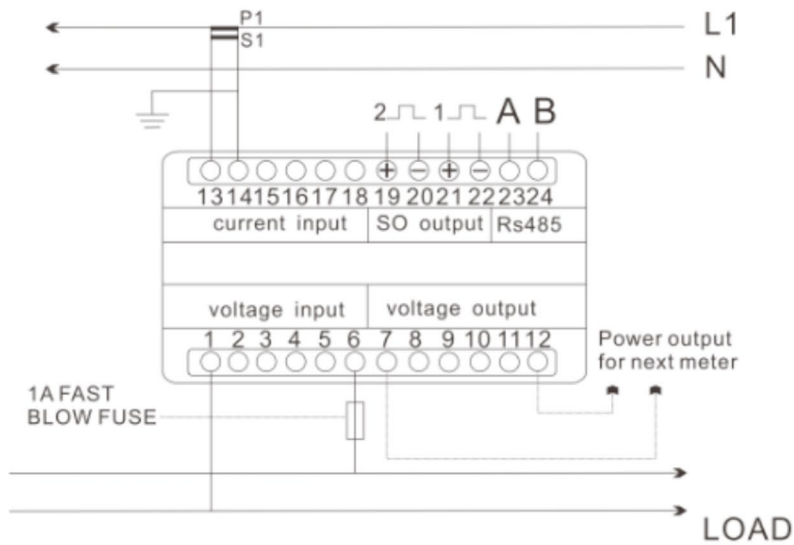 P1
L1
S1
N
2 1 A B
+ - + -
13 14 15 16 17 18 19 20 21 22 23 24
current input SO output Rs485
voltage input voltage output
1 2 3 4 5 6 7 8 9 10 11 12
Power output
for next meter
1A FAST
BLOW FUSE
LOAD